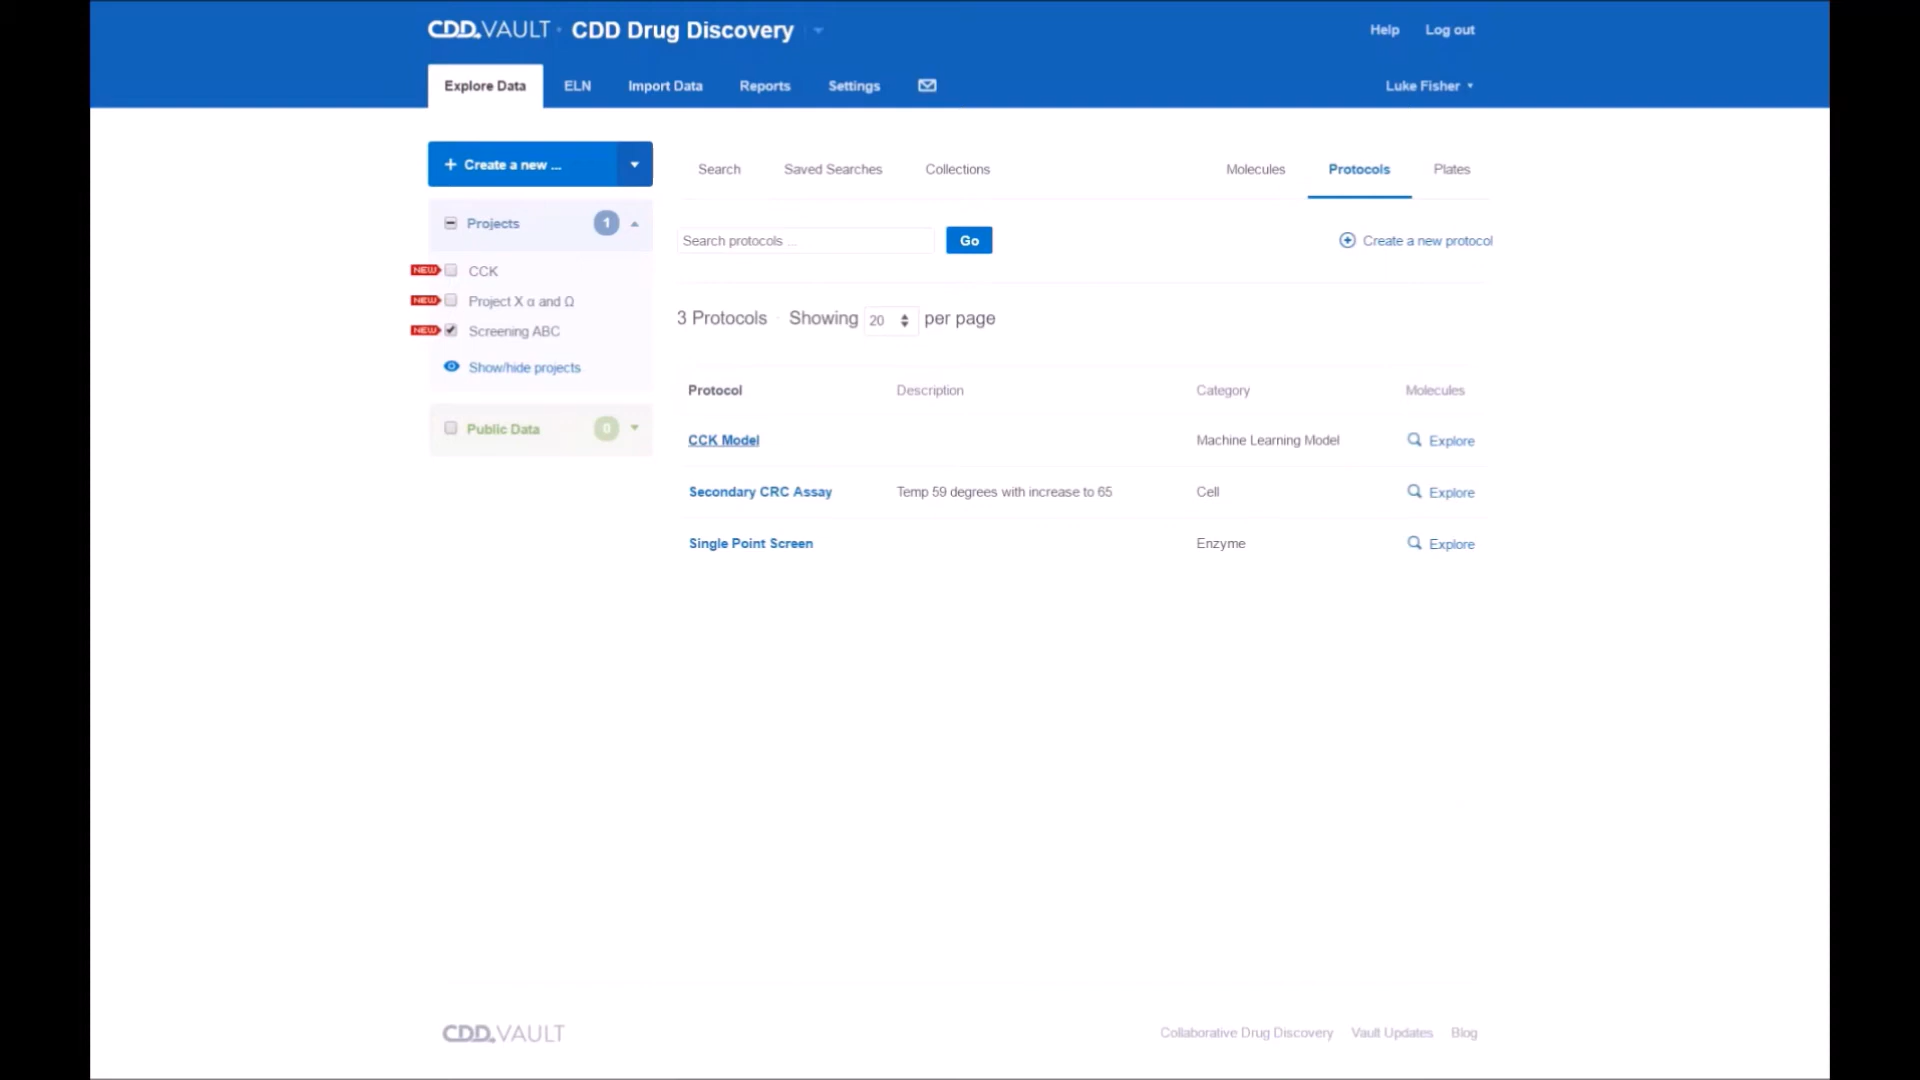 CDD.VAULT · CDD Drug Discovery
Help Log out
Explore Data ELN Import Data Reports Settings Luke Fisher
+ Create a new ...
Search Saved Searches Collections Molecules Protocols Plates
Projects 1
Search protocols ... Go Create a new protocol
NEW CCK
NEW Project X α and Ω
NEW Screening ABC
Show/hide projects
Public Data 0
3 Protocols · Showing 20 per page
Protocol Description Category Molecules
CCK Model Machine Learning Model Explore
Secondary CRC Assay Temp 59 degrees with increase to 65 Cell Explore
Single Point Screen Enzyme Explore
CDD.VAULT Collaborative Drug Discovery Vault Updates Blog